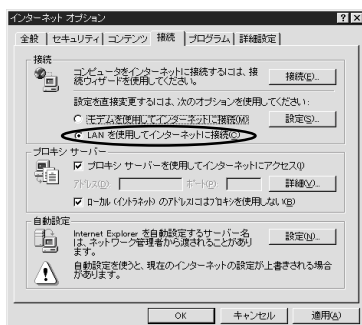 インターネット オプション
全般 セキュリティ コンテンツ 接続 プログラム 詳細設定
接続
コンピュータをインターネットに接続するには、接
続ウィザードを使用してください。
接続(E)...
設定を直接変更するには、次のオプションを使用してください:
モデムを使用してインターネットに接続(M)
設定(S)...
LAN を使用してインターネットに接続(C)
プロキシ サーバー
プロキシ サーバーを使用してインターネットにアクセス(I)
アドレス(D):
ポート(P):
詳細(V)...
ローカル (イントラネット) のアドレスにはプロキシを使用しない(B)
自動設定
Internet Explorer を自動設定するサーバー名
は、ネットワーク管理者から渡されることがあり
ます。
設定(N)...
自動設定を使うと、現在のインターネットの設定が上書きされる場合
があります。
OK キャンセル 適用(A)